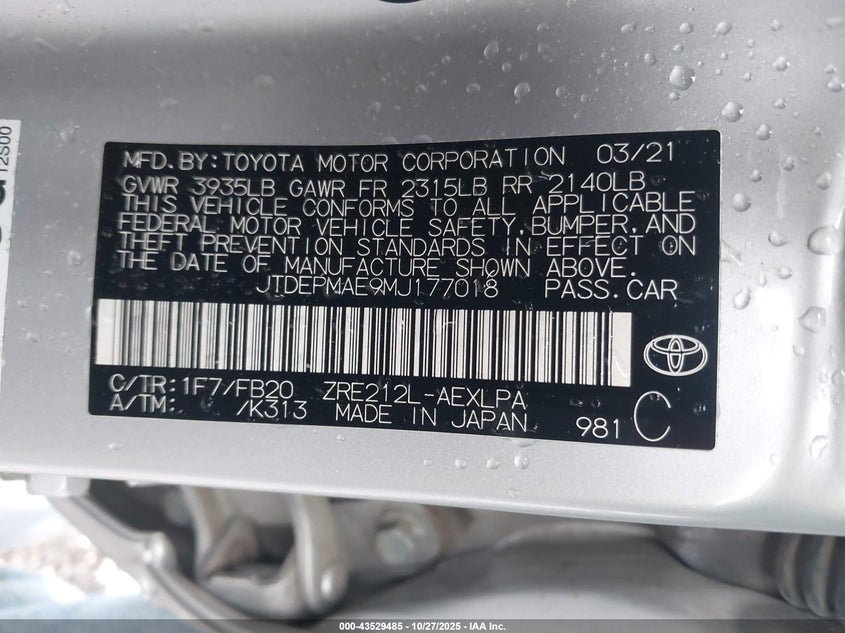 12S00
MFD. BY: TOYOTA MOTOR CORPORATION 03/21
GVWR 3935LB GAWR FR 2315LB RR 2140LB
THIS VEHICLE CONFORMS TO ALL APPLICABLE
FEDERAL MOTOR VEHICLE SAFETY, BUMPER, AND
THEFT PREVENTION STANDARDS IN EFFECT ON
THE DATE OF MANUFACTURE SHOWN ABOVE.
JTDEPMAE9MJ177018 PASS.CAR
C/TR: 1F7/FB20 ZRE212L-AEXLPA
A/TM: /K313 MADE IN JAPAN 981 C
000-43529485 | 10/27/2025 - IAA Inc.